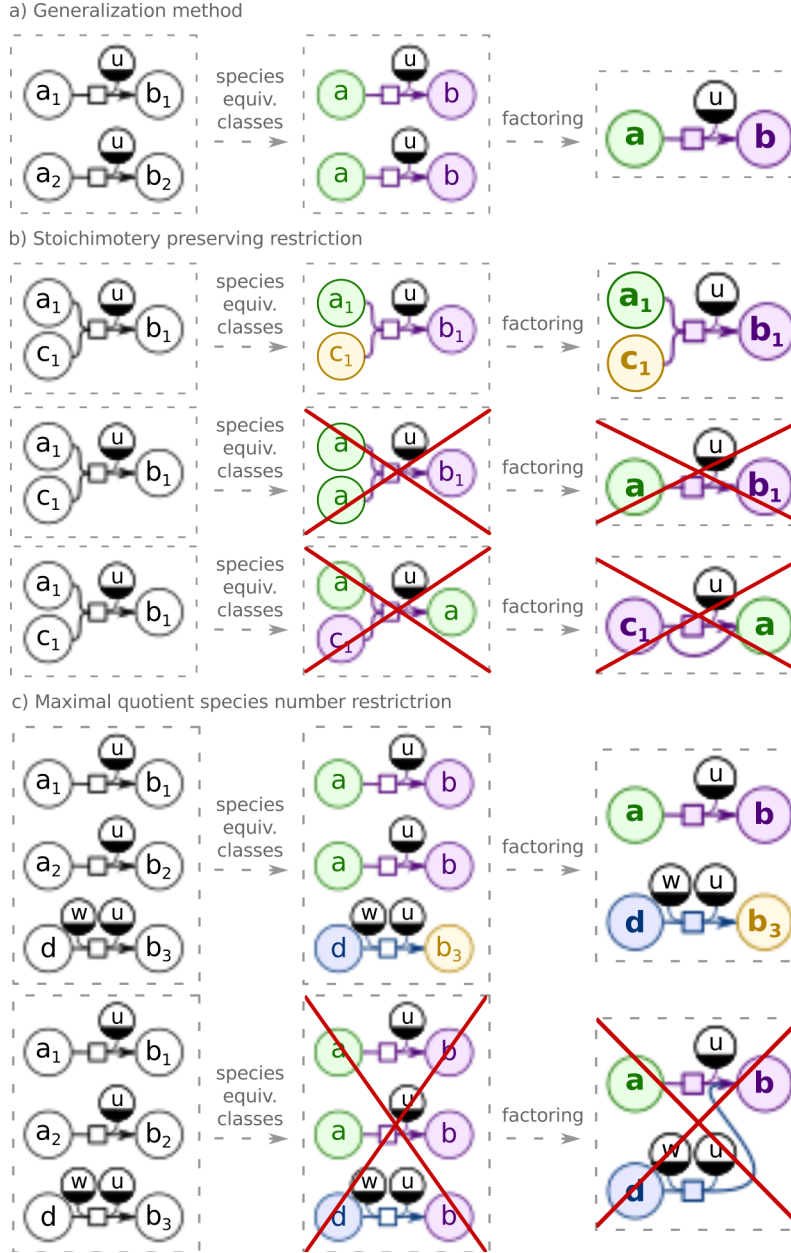 a) Generalization method
u
a1 b1
u
a2 b2
species
equiv.
classes
u
a b
u
a b
factoring
u
a b
b) Stoichimotery preserving restriction
a1 u
c1 b1
species
equiv.
classes
a1 u
c1 b1
factoring
a1 u
c1 b1
a1 u
c1 b1
species
equiv.
classes
a u
a b1
factoring
u
a b1
a1 u
c1 b1
species
equiv.
classes
a u
c1 a
factoring
u
c1 a
c) Maximal quotient species number restrictrion
u
a1 b1
u
a2 b2
w u
d b3
species
equiv.
classes
u
a b
u
a b
w u
d b3
factoring
u
a b
w u
d b3
u
a1 b1
u
a2 b2
w u
d b3
species
equiv.
classes
u
a b
u
a b
w u
d b
factoring
u
a b
w u
d